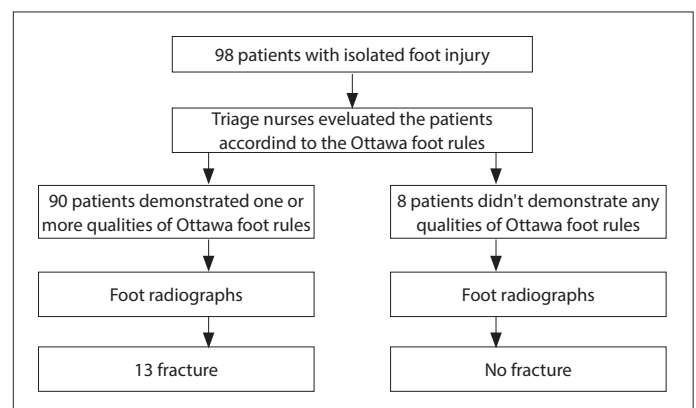 98 patients with isolated foot injury
Triage nurses eveluated the patients
accordind to the Ottawa foot rules
90 patients demonstrated one or
more qualities of Ottawa foot rules
8 patients didn't demonstrate any
qualities of Ottawa foot rules
Foot radiographs
Foot radiographs
13 fracture
No fracture